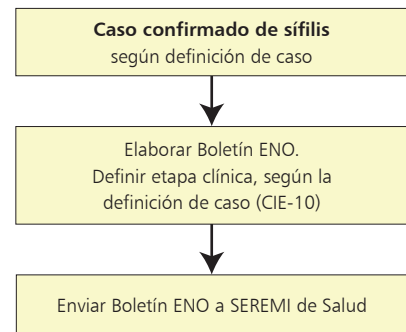 Caso confirmado de sífilis
según definición de caso
Elaborar Boletín ENO.
Definir etapa clínica, según la
definición de caso (CIE-10)
Enviar Boletín ENO a SEREMI de Salud